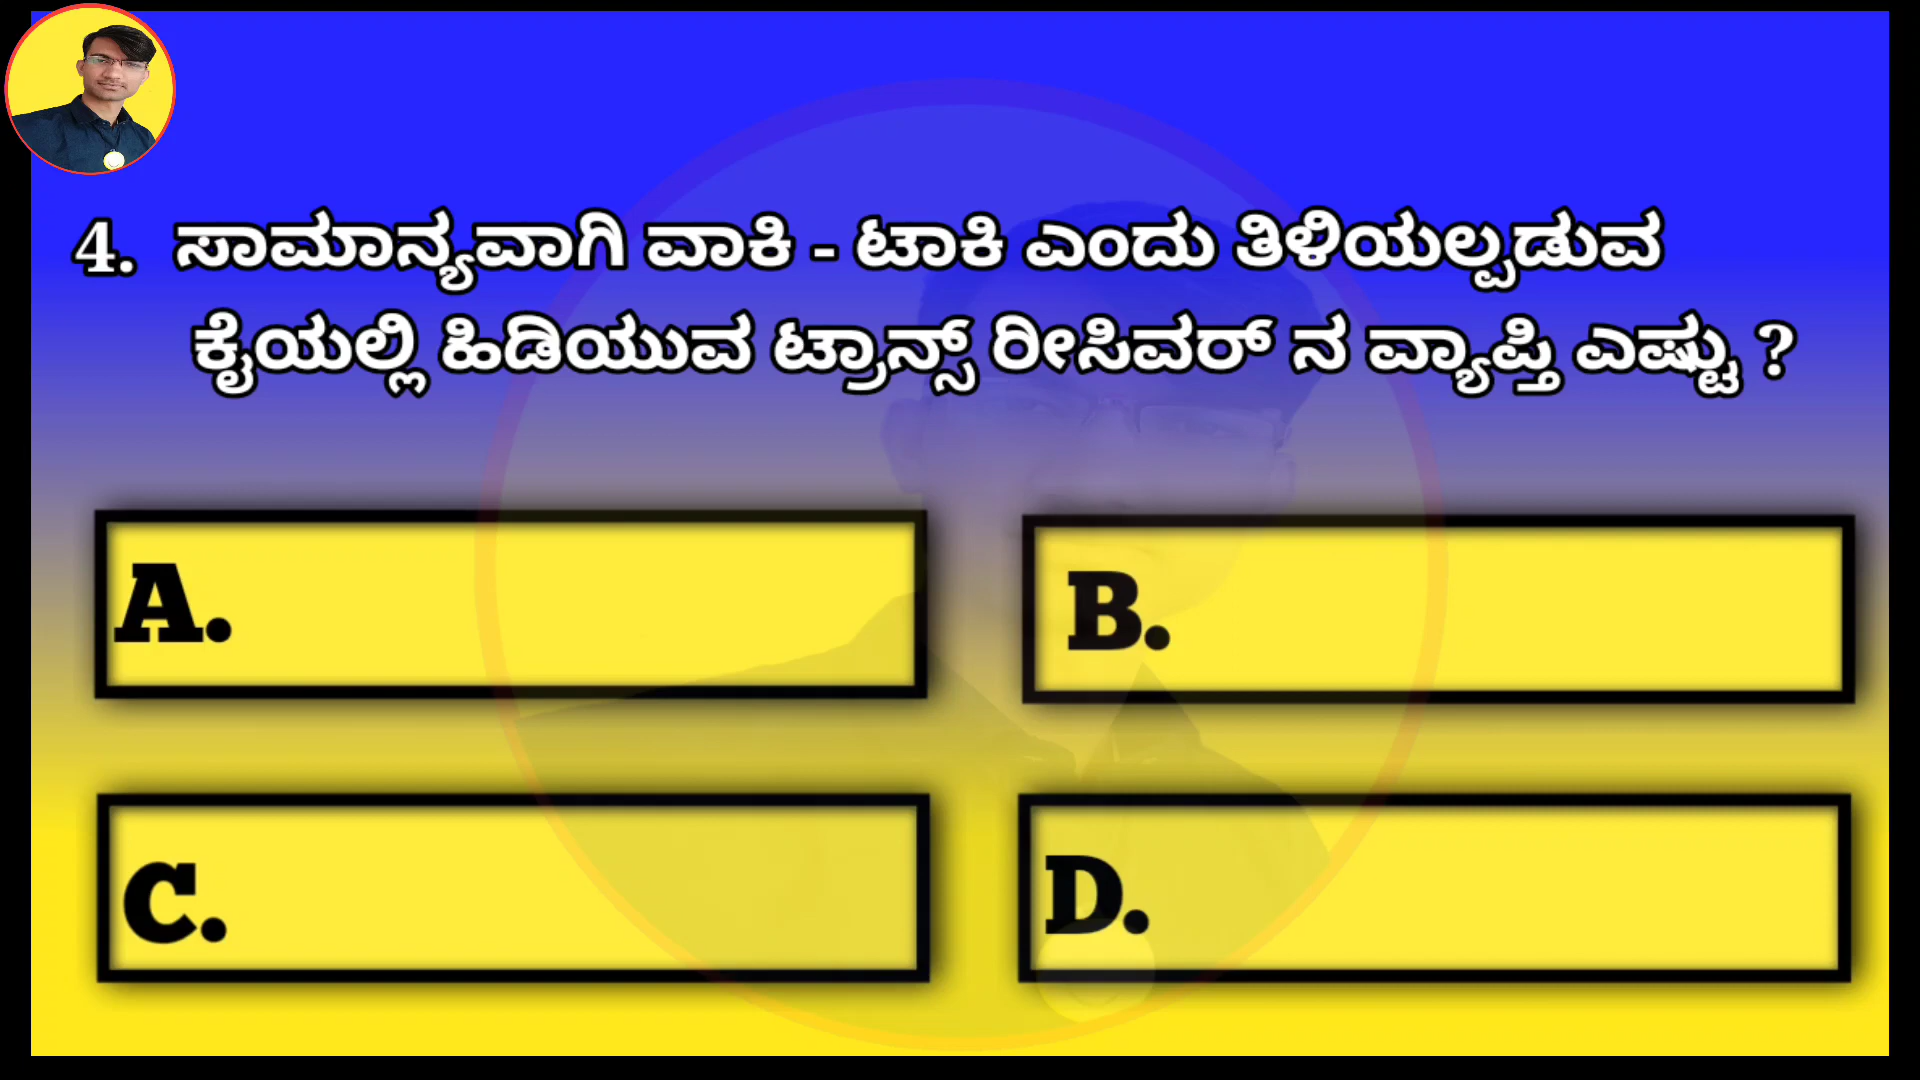 4. ಸಾಮಾನ್ಯವಾಗಿ ವಾಕಿ - ಟಾಕಿ ಎಂದು ತಿಳಿಯಲ್ಪಡುವ
ಕೈಯಲ್ಲಿ ಹಿಡಿಯುವ ಟ್ರಾನ್ಸ್ ರೀಸಿವರ್ ನ ವ್ಯಾಪ್ತಿ ಎಷ್ಟು ?
A.
B.
C.
D.